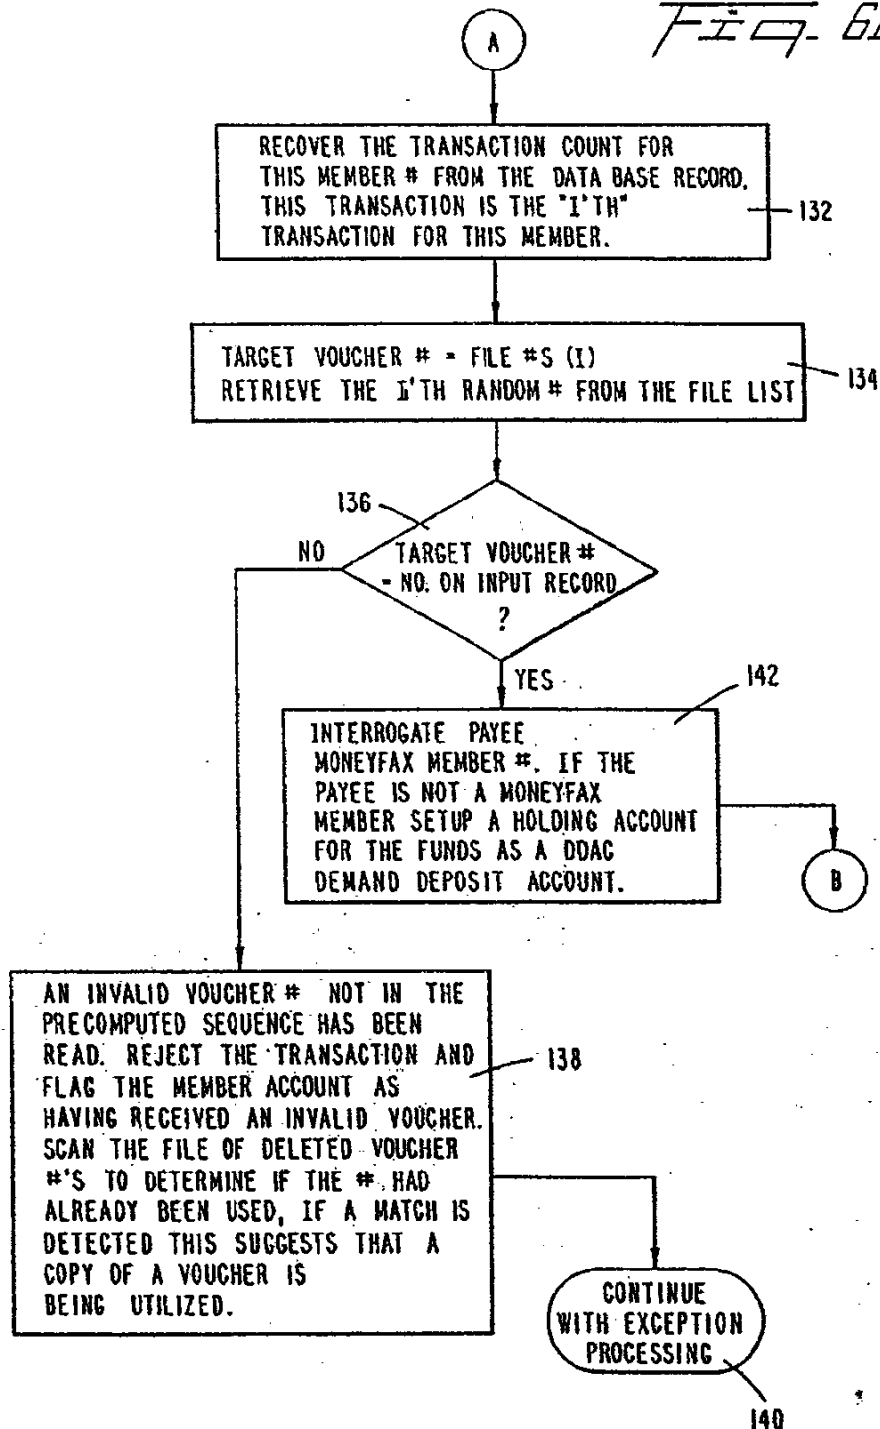 Fig.
A
RECOVER THE TRANSACTION COUNT FOR
THIS MEMBER # FROM THE DATA BASE RECORD.
THIS TRANSACTION IS THE "I'TH"
TRANSACTION FOR THIS MEMBER.
132
TARGET VOUCHER # = FILE #S (I)
RETRIEVE THE I'TH RANDOM # FROM THE FILE LIST
134
136
NO
TARGET VOUCHER #
= NO. ON INPUT RECORD
?
YES
142
INTERROGATE PAYEE
MONEYFAX MEMBER #. IF THE
PAYEE IS NOT A MONEYFAX
MEMBER SETUP A HOLDING ACCOUNT
FOR THE FUNDS AS A DDAC
DEMAND DEPOSIT ACCOUNT.
B
AN INVALID VOUCHER # NOT IN THE
PRECOMPUTED SEQUENCE HAS BEEN
READ. REJECT THE TRANSACTION AND
FLAG THE MEMBER ACCOUNT AS
HAVING RECEIVED AN INVALID VOUCHER.
SCAN THE FILE OF DELETED VOUCHER
#'S TO DETERMINE IF THE # HAD
ALREADY BEEN USED, IF A MATCH IS
DETECTED THIS SUGGESTS THAT A
COPY OF A VOUCHER IS
BEING UTILIZED.
138
CONTINUE
WITH EXCEPTION
PROCESSING
140